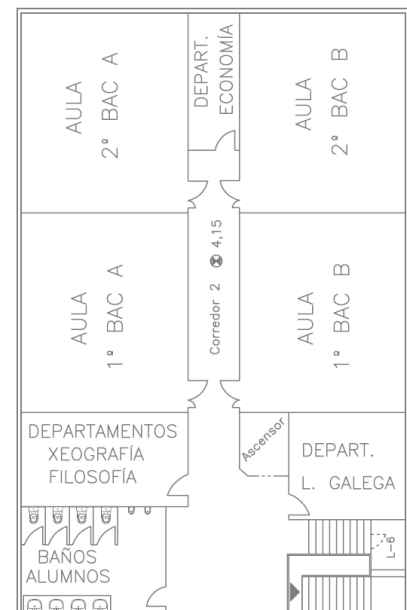 AULA
2º BAC A
DEPART.
ECONOMÍA
AULA
2º BAC B
AULA
1º BAC A
Corredor 2
4,15
AULA
1º BAC B
DEPARTAMENTOS
XEOGRAFÍA
FILOSOFÍA
Ascensor
DEPART.
L. GALEGA
BAÑOS
ALUMNOS
L-6